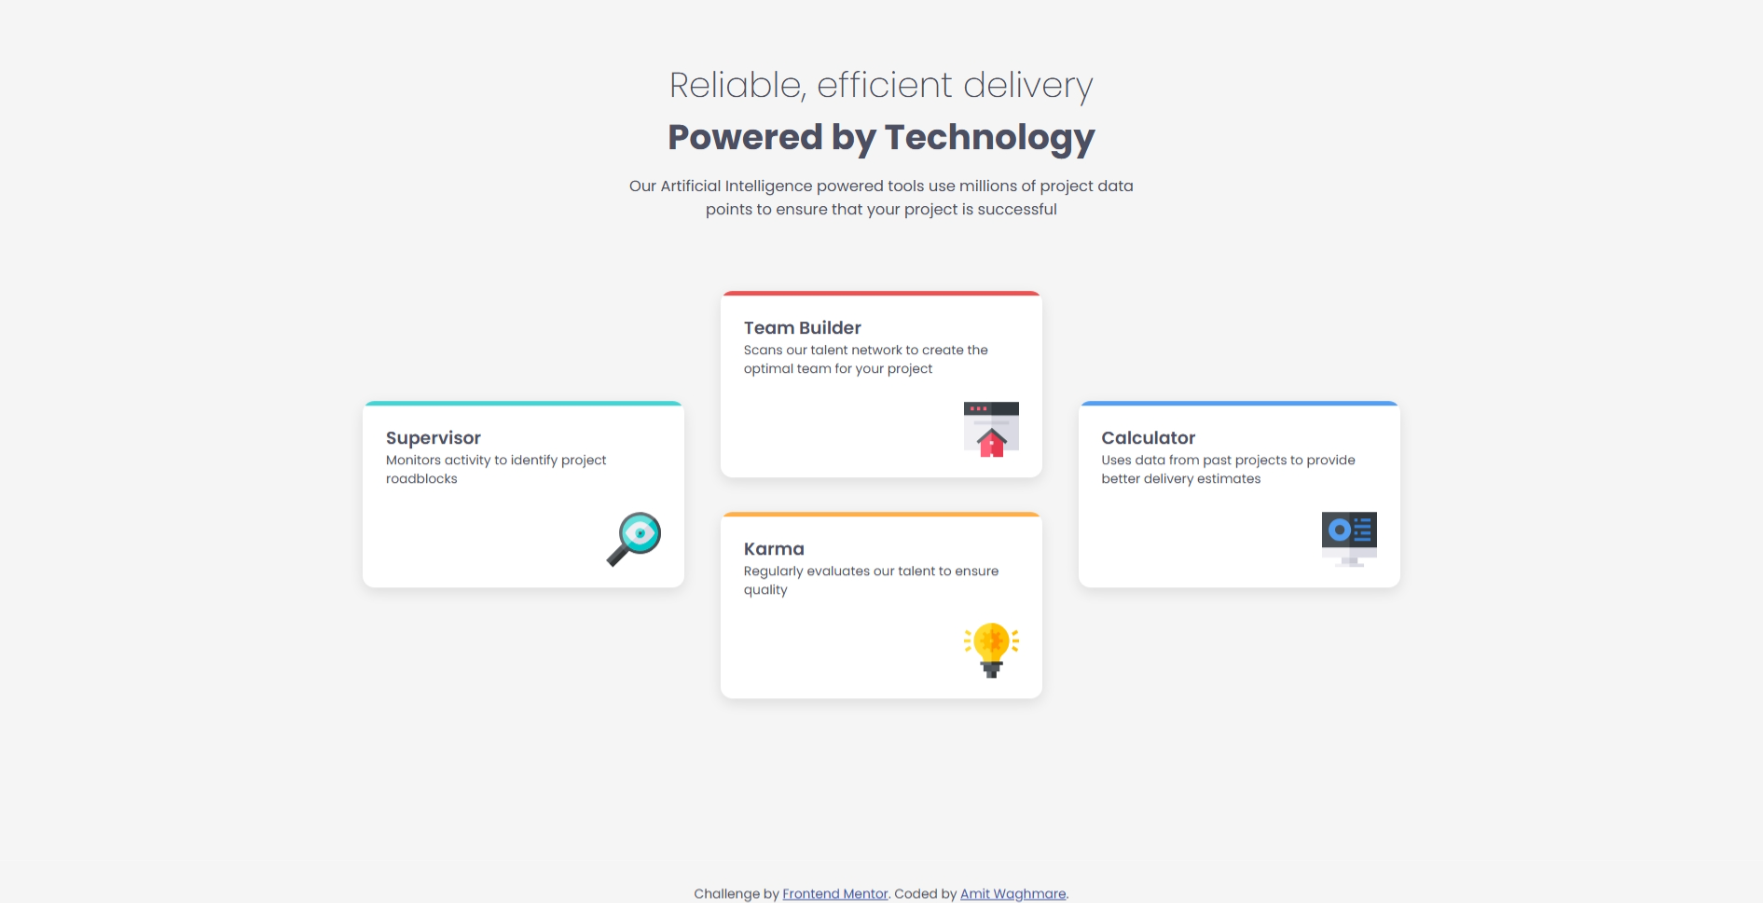 Reliable, efficient delivery
Powered by Technology
Our Artificial Intelligence powered tools use millions of project data
points to ensure that your project is successful
Supervisor
Monitors activity to identify project
roadblocks
Team Builder
Scans our talent network to create the
optimal team for your project
Karma
Regularly evaluates our talent to ensure
quality
Calculator
Uses data from past projects to provide
better delivery estimates
Challenge by Frontend Mentor. Coded by Amit Waghmare.